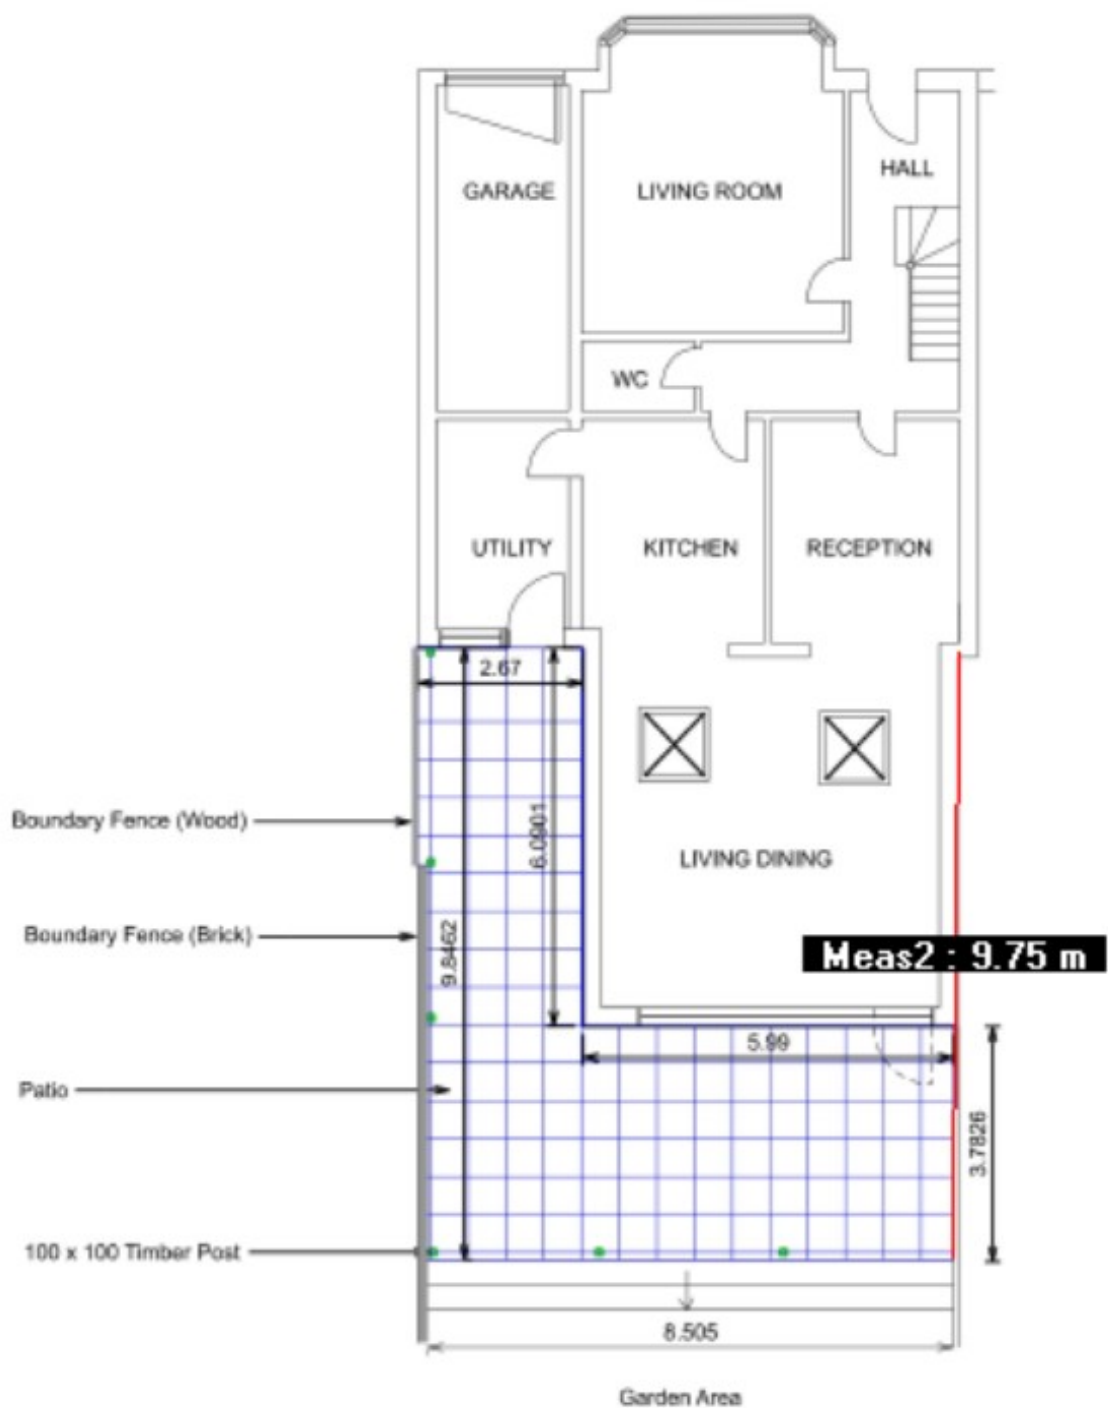 HALL
GARAGE
LIVING ROOM
WC
UTILITY
KITCHEN
RECEPTION
2.67
Boundary Fence (Wood)
6.0901
LIVING DINING
Boundary Fence (Brick)
9.8462
Meas2 : 9.75 m
5.99
Patio
3.7826
100 x 100 Timber Post
8.505
Garden Area